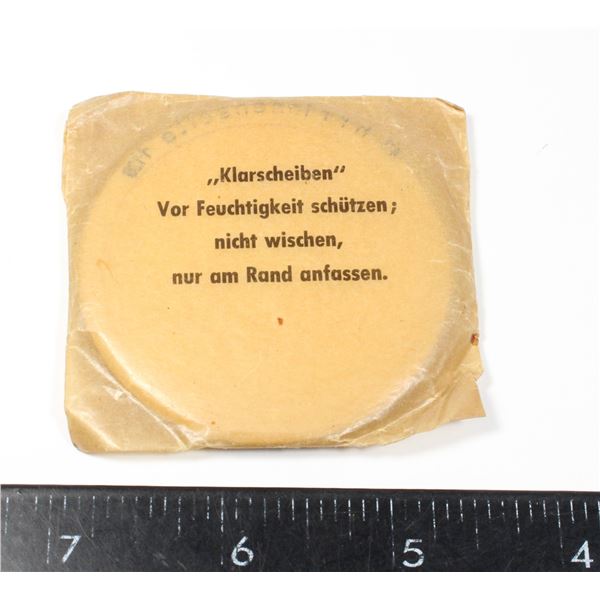 „Klarscheiben"
Vor Feuchtigkeit schützen;
nicht wischen,
nur am Rand anfassen.
7 6 5 4